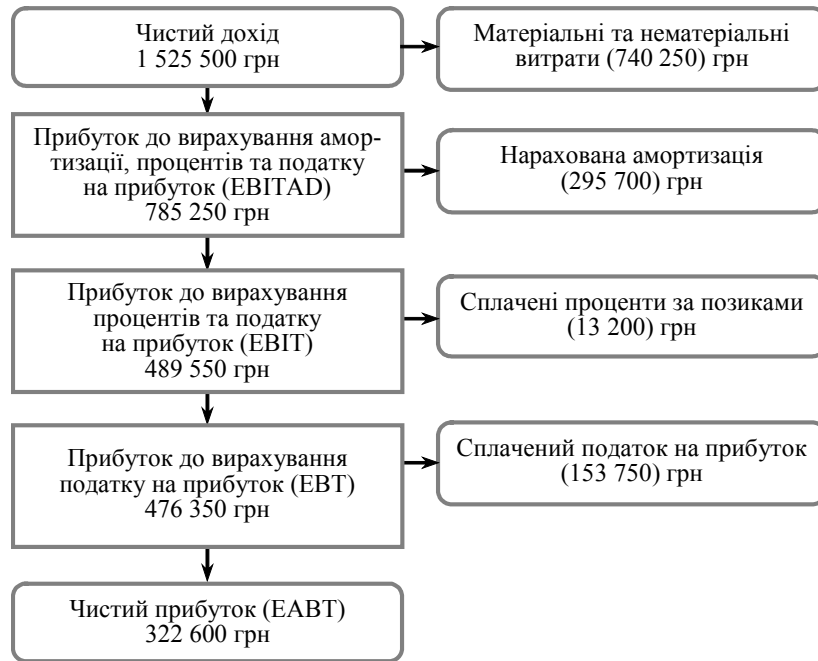 Чистий дохід
1 525 500 грн
Матеріальні та нематеріальні
витрати (740 250) грн
Прибуток до вирахування амор-
тизації, процентів та податку
на прибуток (EBITAD)
785 250 грн
Нарахована амортизація
(295 700) грн
Прибуток до вирахування
процентів та податку
на прибуток (EBIT)
489 550 грн
Сплачені проценти за позиками
(13 200) грн
Прибуток до вирахування
податку на прибуток (EBT)
476 350 грн
Сплачений податок на прибуток
(153 750) грн
Чистий прибуток (EABT)
322 600 грн